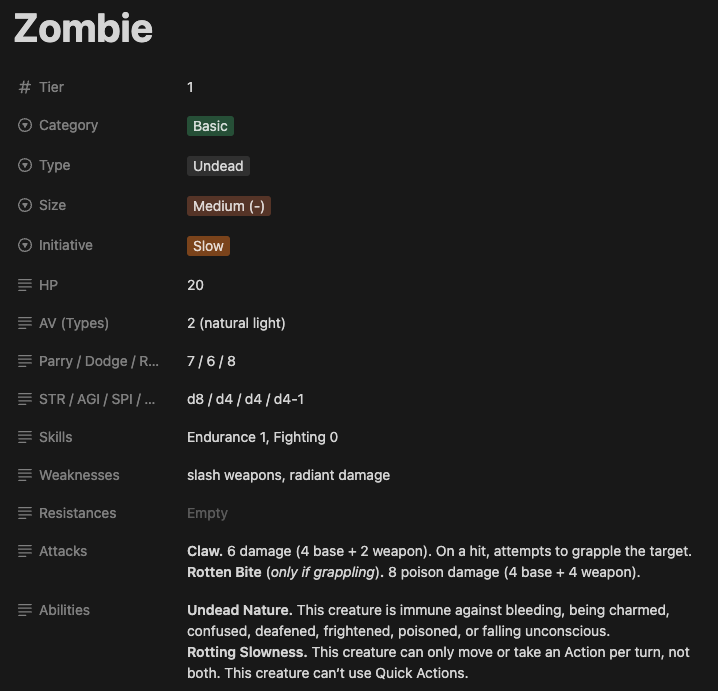 Zombie
Tier 1
Category Basic
Type Undead
Size Medium (-)
Initiative Slow
HP 20
AV (Types) 2 (natural light)
Parry / Dodge / R... 7 / 6 / 8
STR / AGI / SPI / ... d8 / d4 / d4 / d4-1
Skills Endurance 1, Fighting 0
Weaknesses slash weapons, radiant damage
Resistances Empty
Attacks Claw. 6 damage (4 base + 2 weapon). On a hit, attempts to grapple the target.
Rotten Bite (only if grappling). 8 poison damage (4 base + 4 weapon).
Abilities Undead Nature. This creature is immune against bleeding, being charmed,
confused, deafened, frightened, poisoned, or falling unconscious.
Rotting Slowness. This creature can only move or take an Action per turn, not
both. This creature can't use Quick Actions.